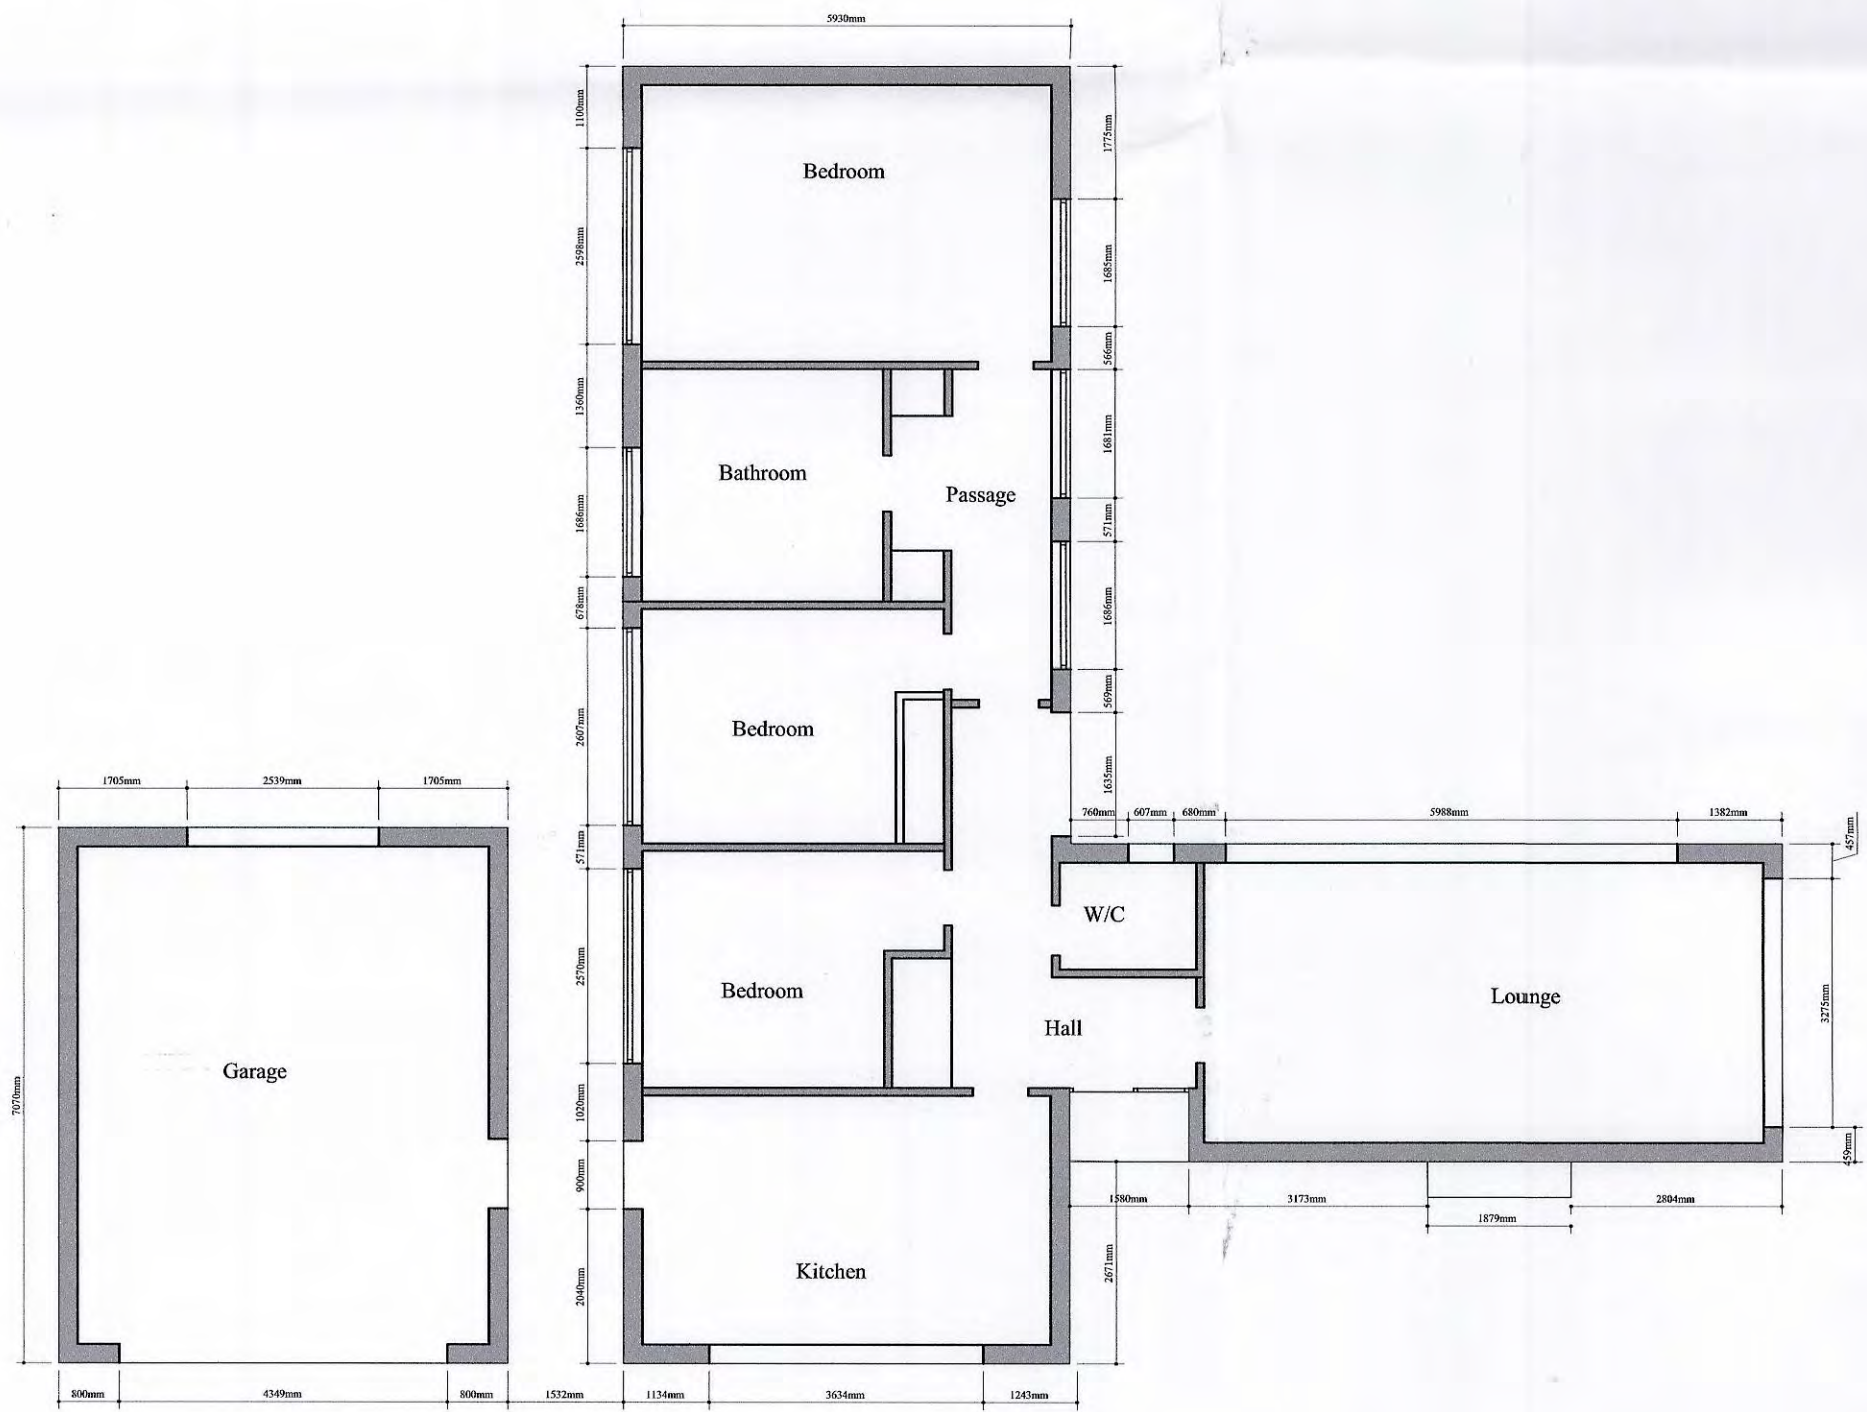 5930mm
1100mm
1775mm
Bedroom
2598mm
1685mm
566mm
1360mm
1681mm
Bathroom
Passage
1686mm
571mm
678mm
1686mm
569mm
2607mm
Bedroom
1635mm
1705mm
2539mm
1705mm
760mm
607mm
680mm
5988mm
1382mm
457mm
571mm
W/C
2570mm
Bedroom
Lounge
3275mm
Hall
Garage
7070mm
1020mm
459mm
900mm
1580mm
3173mm
2804mm
1879mm
Kitchen
2671mm
2040mm
800mm
4349mm
800mm
1532mm
1134mm
3634mm
1243mm